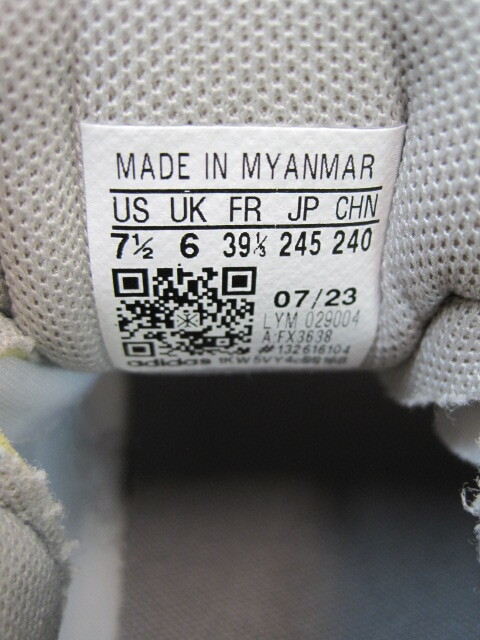 MADE IN MYANMAR
US UK FR JP CHN
7½ 6 39⅓ 245 240
07/23
LYM 029004
A:FX3638
#132616104
adidas